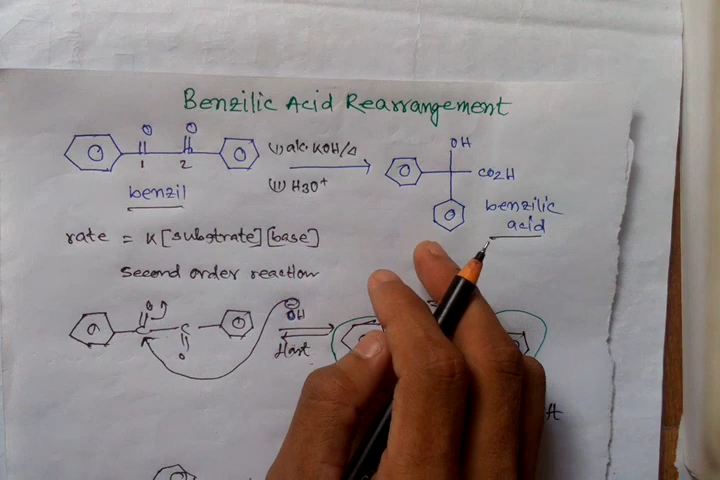 Benzilic Acid Rearrangement
O O
1 2
(i) alc. KOH/Δ
(ii) H3O+
OH
CO2H
benzil
benzilic
acid
rate = K[substrate][base]
Second order reaction
O
C C
O
⊖
OH
fast